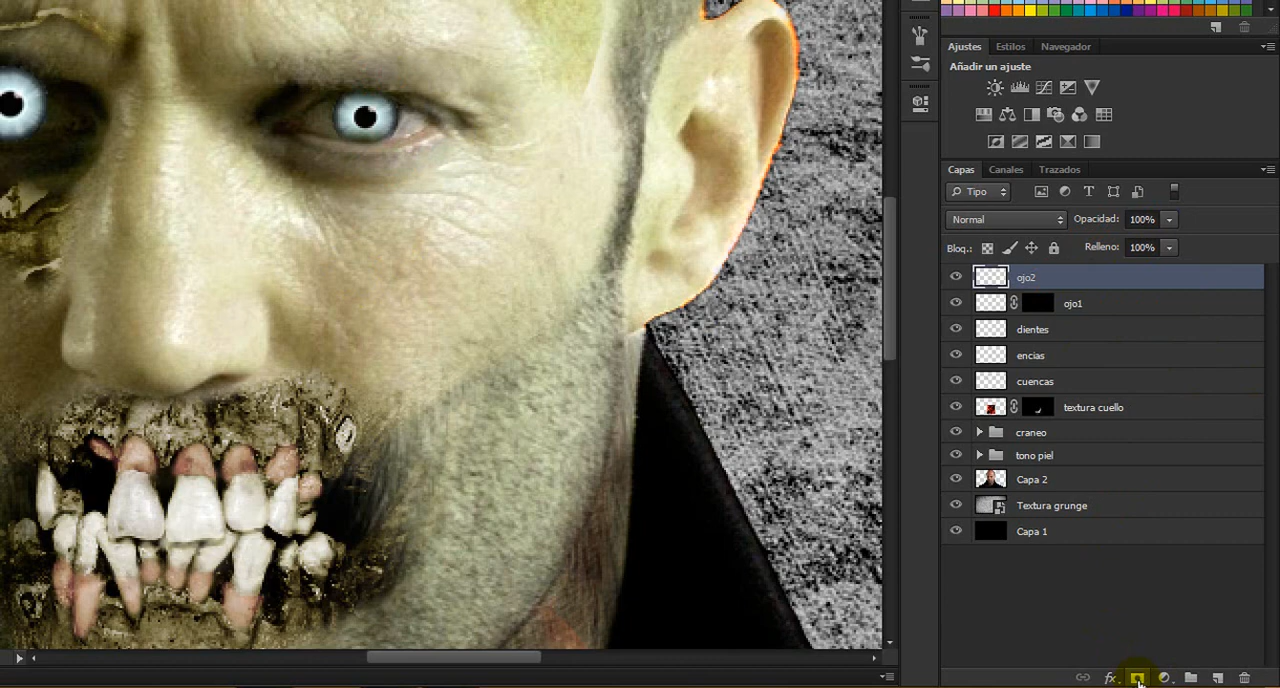 Ajustes Estilos Navegador
Añadir un ajuste
Capas Canales Trazados
Tipo
Normal Opacidad: 100%
Bloq.: Relleno: 100%
ojo2
ojo1
dientes
encias
cuencas
textura cuello
craneo
tono piel
Capa 2
Textura grunge
Capa 1
fx